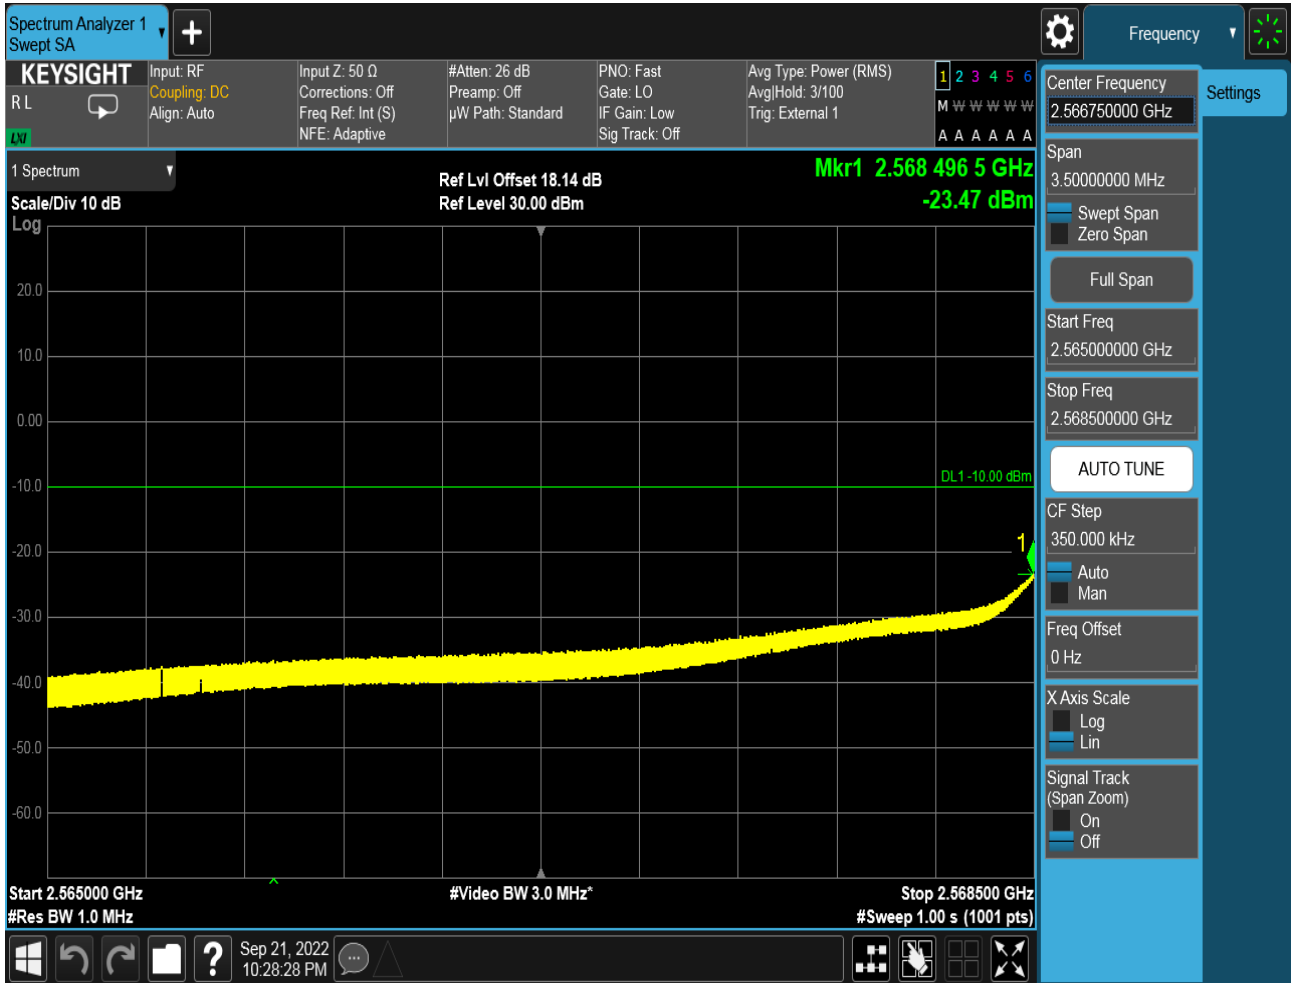 Spectrum Analyzer 1
Swept SA
Frequency
KEYSIGHT
R L
LXI
Input: RF
Coupling: DC
Align: Auto
Input Z: 50 Ω
Corrections: Off
Freq Ref: Int (S)
NFE: Adaptive
#Atten: 26 dB
Preamp: Off
µW Path: Standard
PNO: Fast
Gate: LO
IF Gain: Low
Sig Track: Off
Avg Type: Power (RMS)
Avg|Hold: 3/100
Trig: External 1
1 2 3 4 5 6
M W W W W W
A A A A A A
1 Spectrum
Scale/Div 10 dB
Log
Ref Lvl Offset 18.14 dB
Ref Level 30.00 dBm
Mkr1 2.568 496 5 GHz
-23.47 dBm
20.0
10.0
0.00
-10.0
-20.0
-30.0
-40.0
-50.0
-60.0
DL1 -10.00 dBm
1
Start 2.565000 GHz
#Res BW 1.0 MHz
#Video BW 3.0 MHz*
Stop 2.568500 GHz
#Sweep 1.00 s (1001 pts)
Center Frequency
2.566750000 GHz
Settings
Span
3.50000000 MHz
Swept Span
Zero Span
Full Span
Start Freq
2.565000000 GHz
Stop Freq
2.568500000 GHz
AUTO TUNE
CF Step
350.000 kHz
Auto
Man
Freq Offset
0 Hz
X Axis Scale
Log
Lin
Signal Track
(Span Zoom)
On
Off
?
Sep 21, 2022
10:28:28 PM